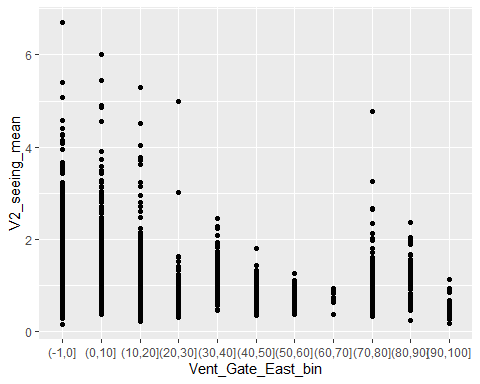 6
4
2
0
V2_seeing_mean
(-1,0] (0,10] (10,20] (20,30] (30,40] (40,50] (50,60] (60,70] (70,80] (80,90] (90,100]
Vent_Gate_East_bin